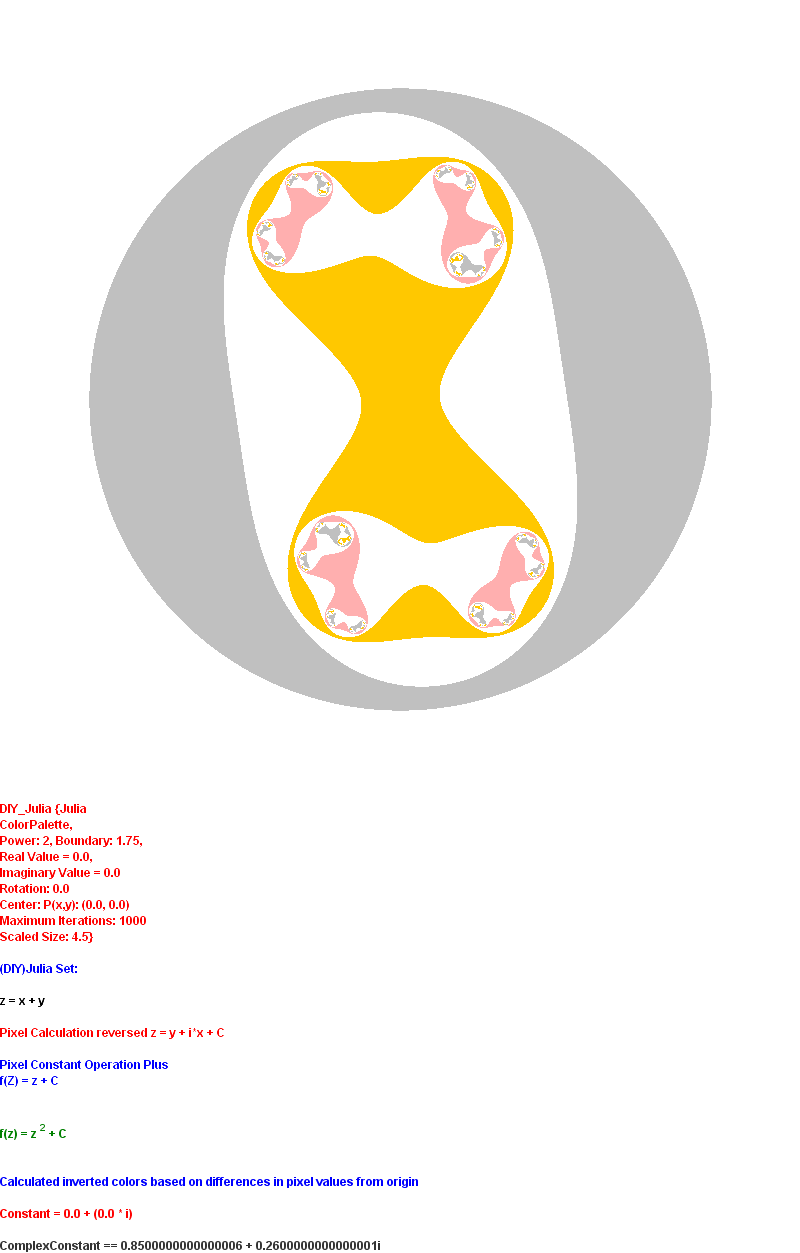 DIY_Julia {Julia
ColorPalette,
Power: 2, Boundary: 1.75,
Real Value = 0.0,
Imaginary Value = 0.0
Rotation: 0.0
Center: P(x,y): (0.0, 0.0)
Maximum Iterations: 1000
Scaled Size: 4.5}
(DIY)Julia Set:
z = x + y
Pixel Calculation reversed z = y + i*x + C
Pixel Constant Operation Plus
f(Z) = z + C
f(z) = z 2 + C
Calculated inverted colors based on differences in pixel values from origin
Constant = 0.0 + (0.0 * i)
ComplexConstant == 0.8500000000000006 + 0.2600000000000001i